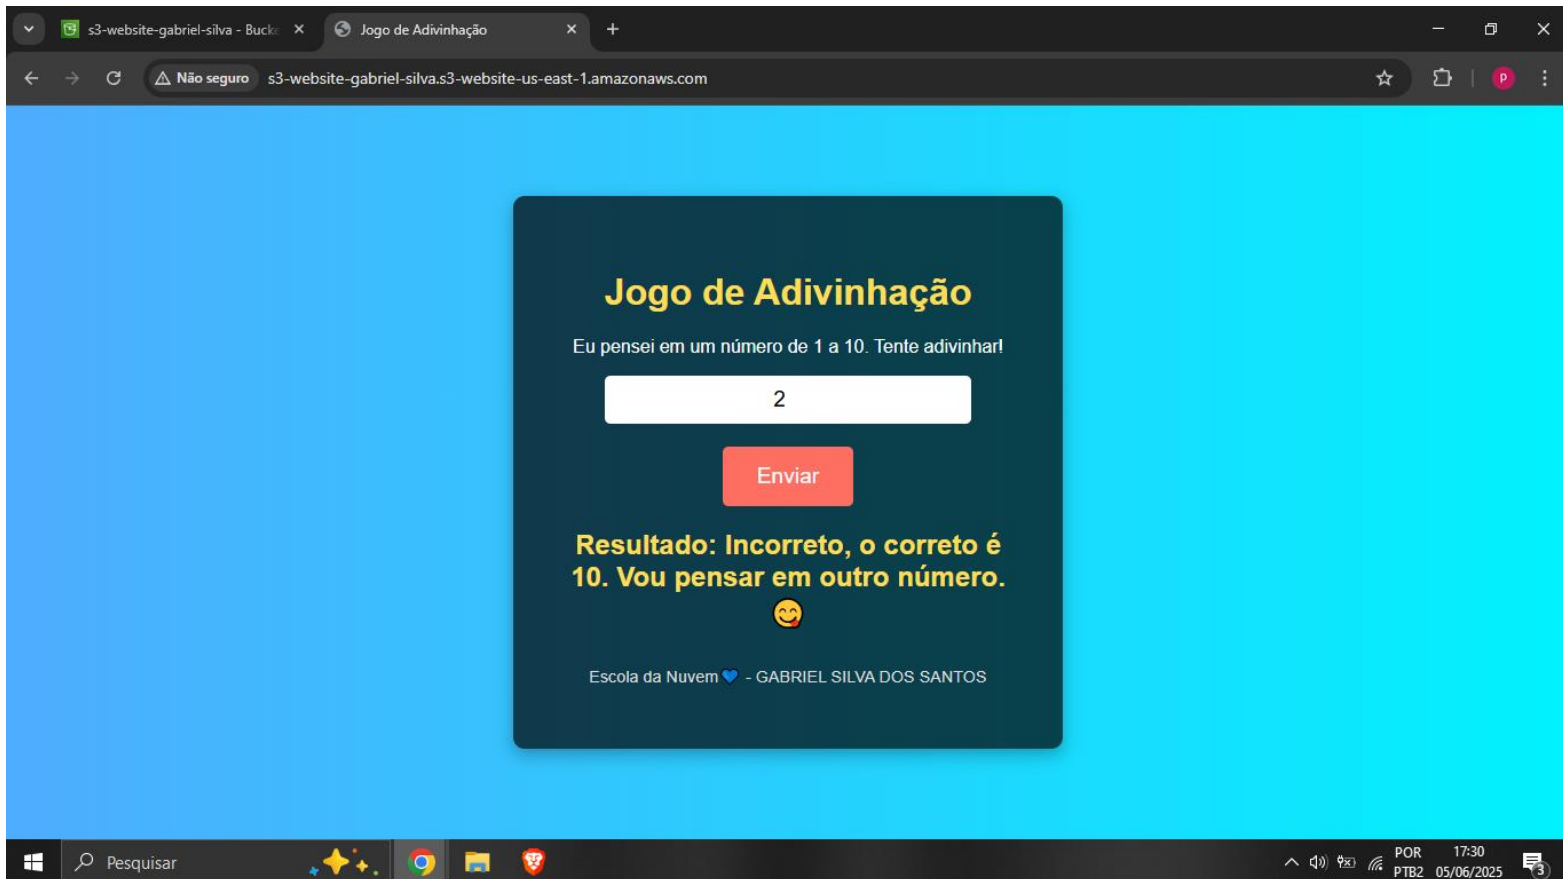 s3-website-gabriel-silva - Bucke
Jogo de Adivinhação
Não seguro
s3-website-gabriel-silva.s3-website-us-east-1.amazonaws.com
P
Jogo de Adivinhação
Eu pensei em um número de 1 a 10. Tente adivinhar!
2
Enviar
Resultado: Incorreto, o correto é
10. Vou pensar em outro número.
😋
Escola da Nuvem💙 - GABRIEL SILVA DOS SANTOS
Pesquisar
POR
PTB2
17:30
05/06/2025
3